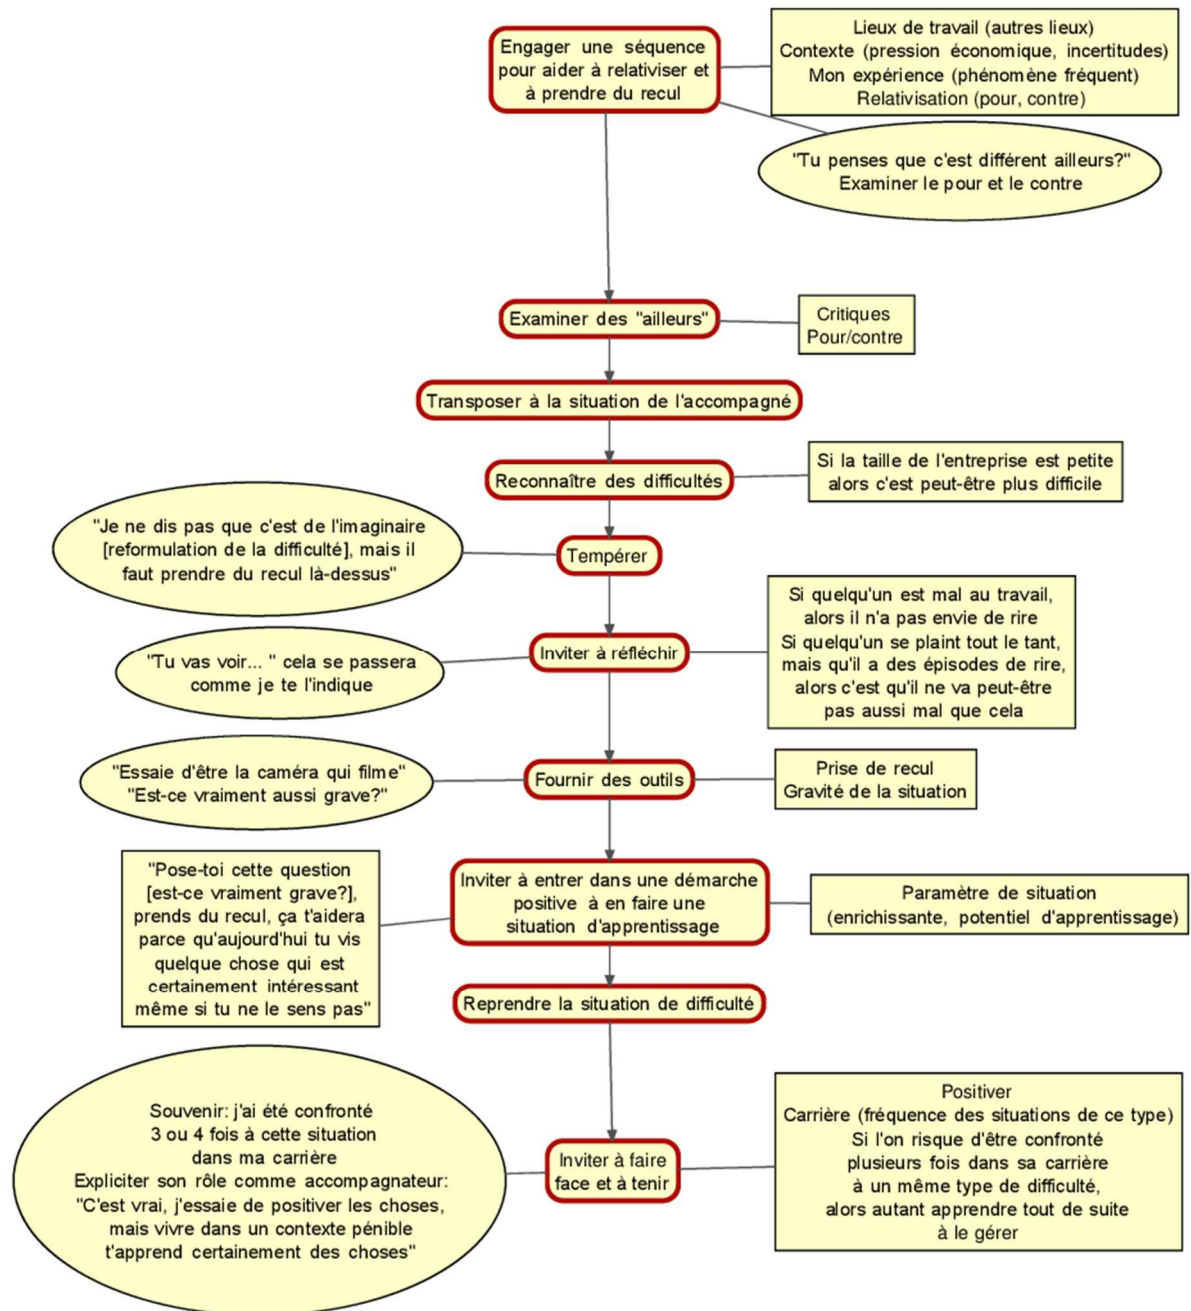 Engager une séquence
pour aider à relativiser et
à prendre du recul
Lieux de travail (autres lieux)
Contexte (pression économique, incertitudes)
Mon expérience (phénomène fréquent)
Relativisation (pour, contre)
"Tu penses que c'est différent ailleurs?"
Examiner le pour et le contre
Examiner des "ailleurs"
Critiques
Pour/contre
Transposer à la situation de l'accompagné
Reconnaître des difficultés
Si la taille de l'entreprise est petite
alors c'est peut-être plus difficile
"Je ne dis pas que c'est de l'imaginaire
[reformulation de la difficulté], mais il
faut prendre du recul là-dessus"
Tempérer
"Tu vas voir... " cela se passera
comme je te l'indique
Inviter à réfléchir
Si quelqu'un est mal au travail,
alors il n'a pas envie de rire
Si quelqu'un se plaint tout le tant,
mais qu'il a des épisodes de rire,
alors c'est qu'il ne va peut-être
pas aussi mal que cela
"Essaie d'être la caméra qui filme"
"Est-ce vraiment aussi grave?"
Fournir des outils
Prise de recul
Gravité de la situation
"Pose-toi cette question
[est-ce vraiment grave?],
prends du recul, ça t'aidera
parce qu'aujourd'hui tu vis
quelque chose qui est
certainement intéressant
même si tu ne le sens pas"
Inviter à entrer dans une démarche
positive à en faire une
situation d'apprentissage
Paramètre de situation
(enrichissante, potentiel d'apprentissage)
Reprendre la situation de difficulté
Souvenir: j'ai été confronté
3 ou 4 fois à cette situation
dans ma carrière
Expliciter son rôle comme accompagnateur:
"C'est vrai, j'essaie de positiver les choses,
mais vivre dans un contexte pénible
t'apprend certainement des choses"
Inviter à faire
face et à tenir
Positiver
Carrière (fréquence des situations de ce type)
Si l'on risque d'être confronté
plusieurs fois dans sa carrière
à un même type de difficulté,
alors autant apprendre tout de suite
à le gérer